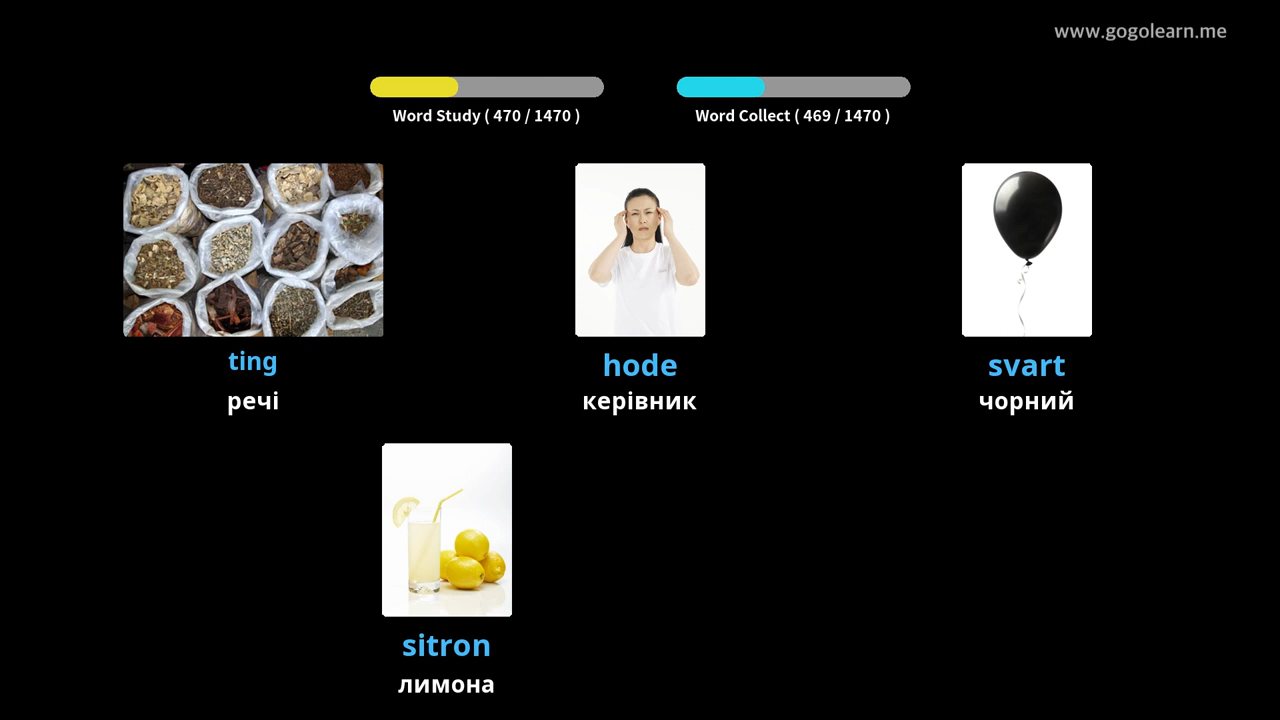 www.gogolearn.me
Word Study ( 470 / 1470 )
Word Collect ( 469 / 1470 )
ting
речі
hode
керівник
svart
чорний
sitron
лимона